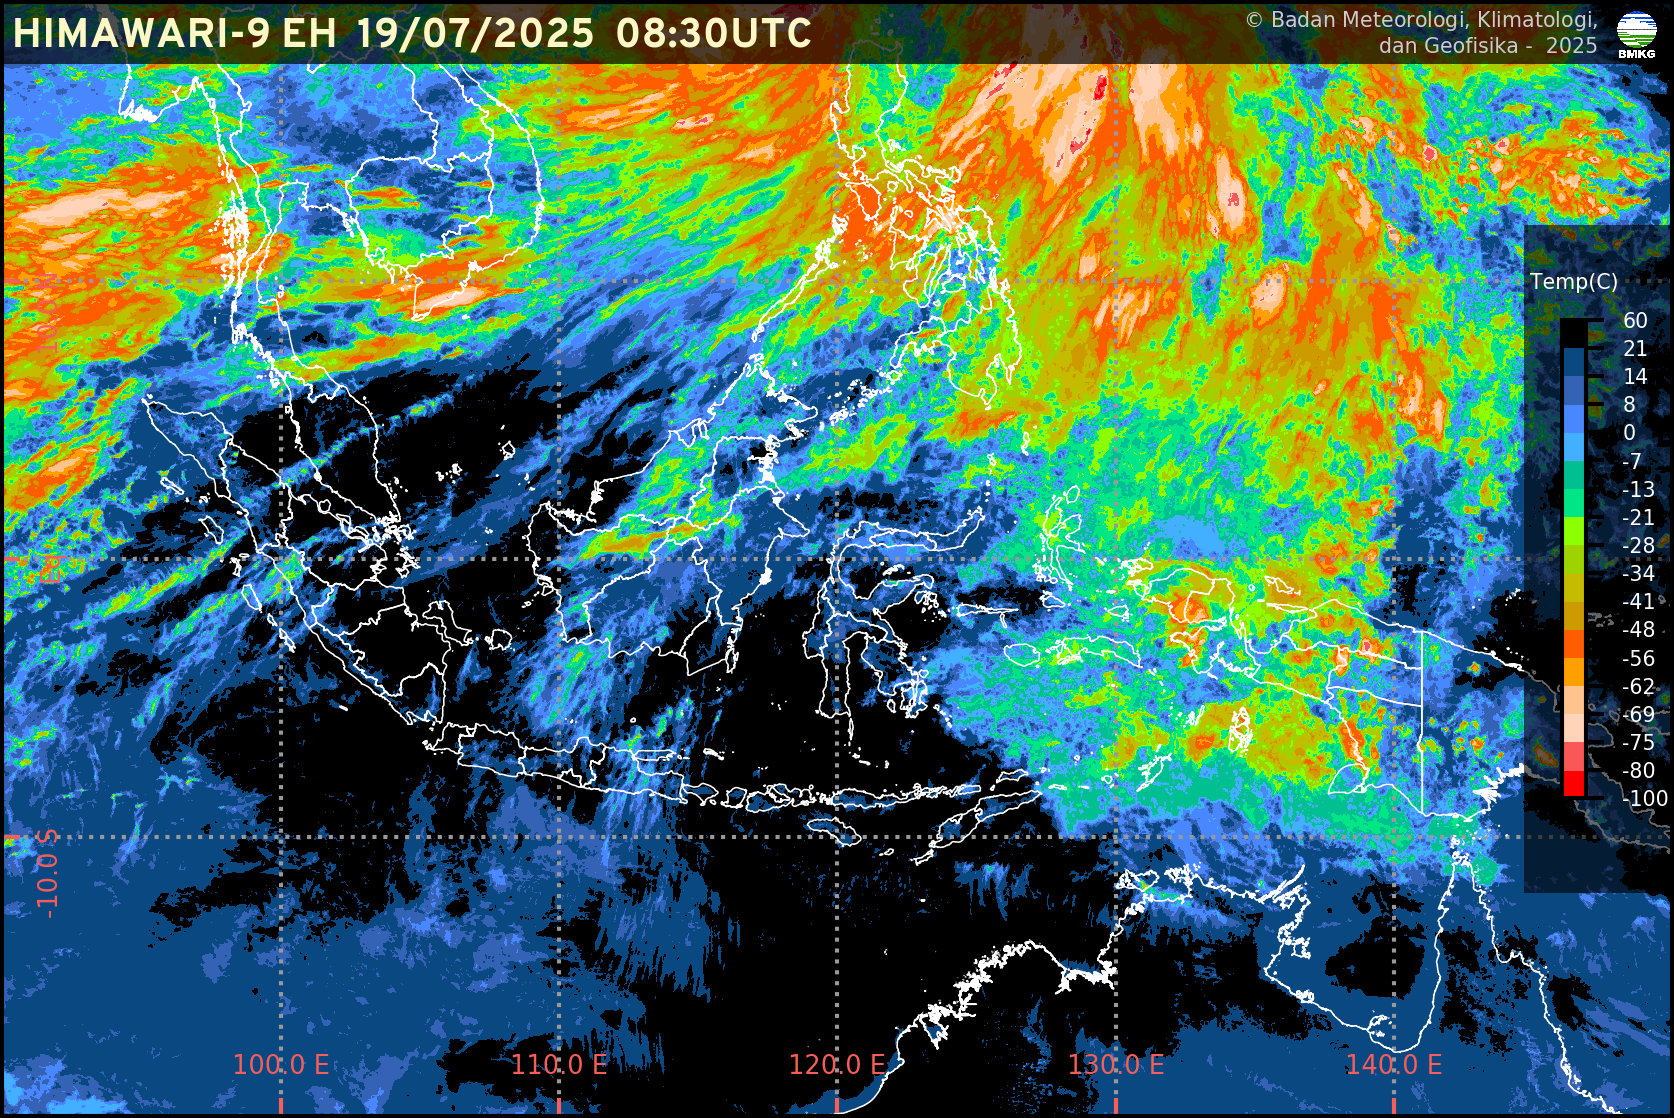 HIMAWARI-9 EH 19/07/2025 08:30UTC
© Badan Meteorologi, Klimatologi,
dan Geofisika - 2025
BMKG
Temp(C)
60
21
14
8
0
-7
-13
-21
-28
-34
-41
-48
-56
-62
-69
-75
-80
-100
-10.0 S
100.0 E
110.0 E
120.0 E
130.0 E
140.0 E